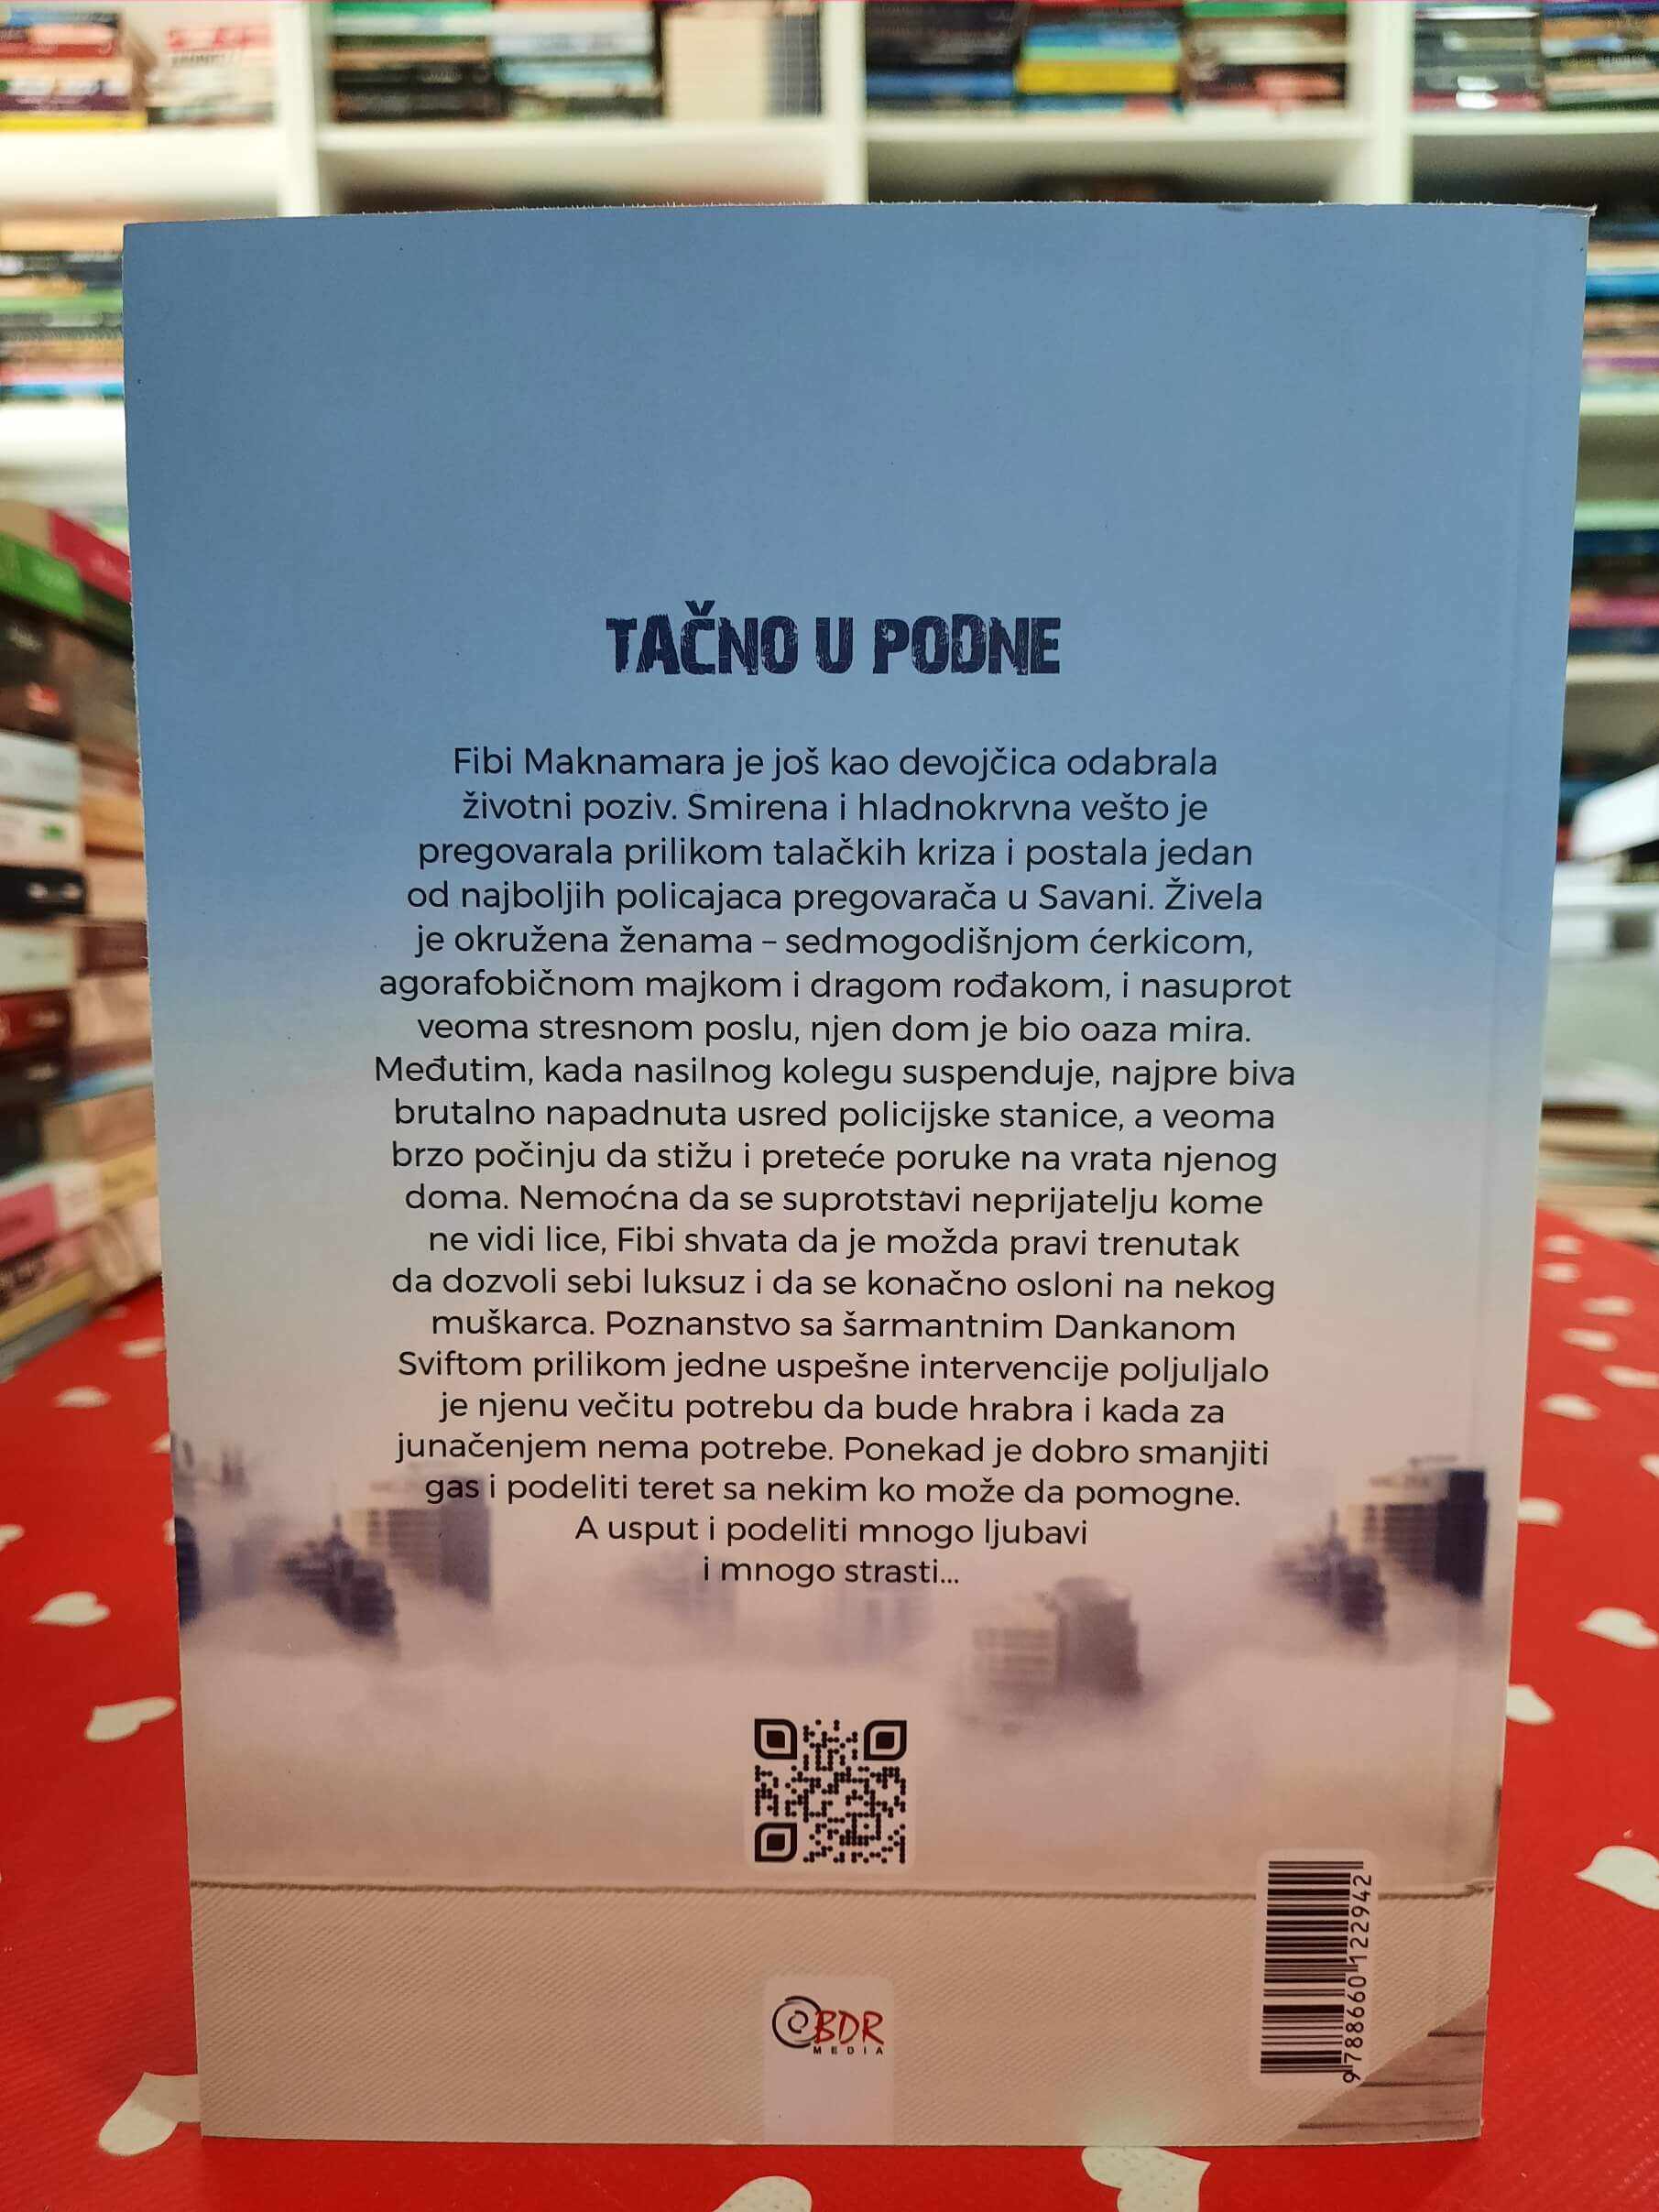 TAČNO U PODNE
Fibi Maknamara je još kao devojčica odabrala
životni poziv. Smirena i hladnokrvna vešto je
pregovarala prilikom talačkih kriza i postala jedan
od najboljih policajaca pregovarača u Savani. Živela
je okružena ženama – sedmogodišnjom ćerkicom,
agorafobičnom majkom i dragom rođakom, i nasuprot
veoma stresnom poslu, njen dom je bio oaza mira.
Međutim, kada nasilnog kolegu suspenduje, najpre biva
brutalno napadnuta usred policijske stanice, a veoma
brzo počinju da stižu i preteće poruke na vrata njenog
doma. Nemoćna da se suprotstavi neprijatelju kome
ne vidi lice, Fibi shvata da je možda pravi trenutak
da dozvoli sebi luksuz i da se konačno osloni na nekog
muškarca. Poznanstvo sa šarmantnim Dankanom
Sviftom prilikom jedne uspešne intervencije poljuljalo
je njenu večitu potrebu da bude hrabra i kada za
junačenjem nema potrebe. Ponekad je dobro smanjiti
gas i podeliti teret sa nekim ko može da pomogne.
A usput i podeliti mnogo ljubavi
i mnogo strasti...
BDR
MEDIA
9788660122942